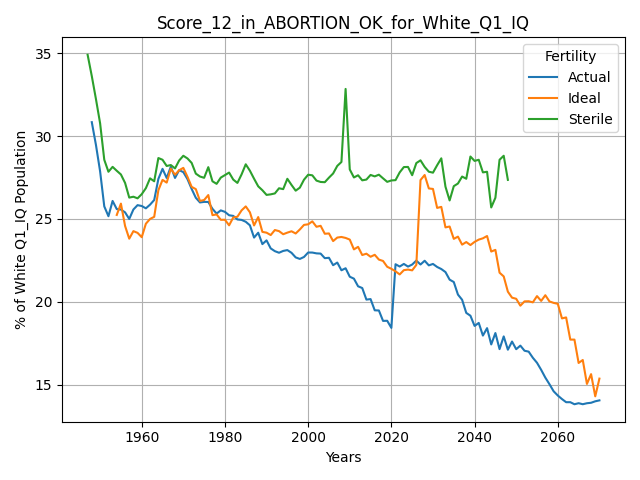 Score_12_in_ABORTION_OK_for_White_Q1_IQ
Fertility
Actual
Ideal
Sterile
% of White Q1_IQ Population
35
30
25
20
15
1960
1980
2000
2020
2040
2060
Years